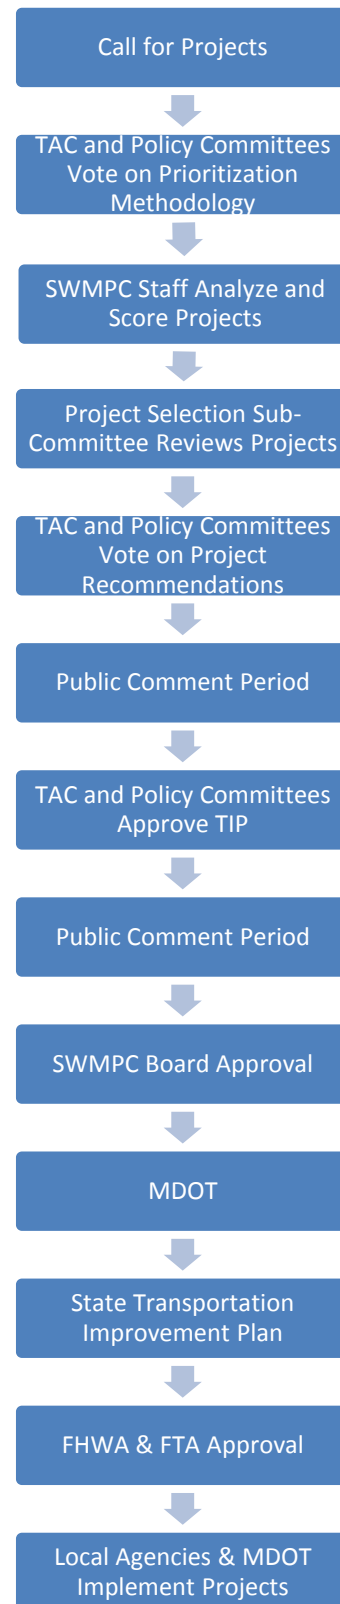 Call for Projects
TAC and Policy Committees
Vote on Prioritization
Methodology
SWMPC Staff Analyze and
Score Projects
Project Selection Sub-
Committee Reviews Projects
TAC and Policy Committees
Vote on Project
Recommendations
Public Comment Period
TAC and Policy Committees
Approve TIP
Public Comment Period
SWMPC Board Approval
MDOT
State Transportation
Improvement Plan
FHWA & FTA Approval
Local Agencies & MDOT
Implement Projects